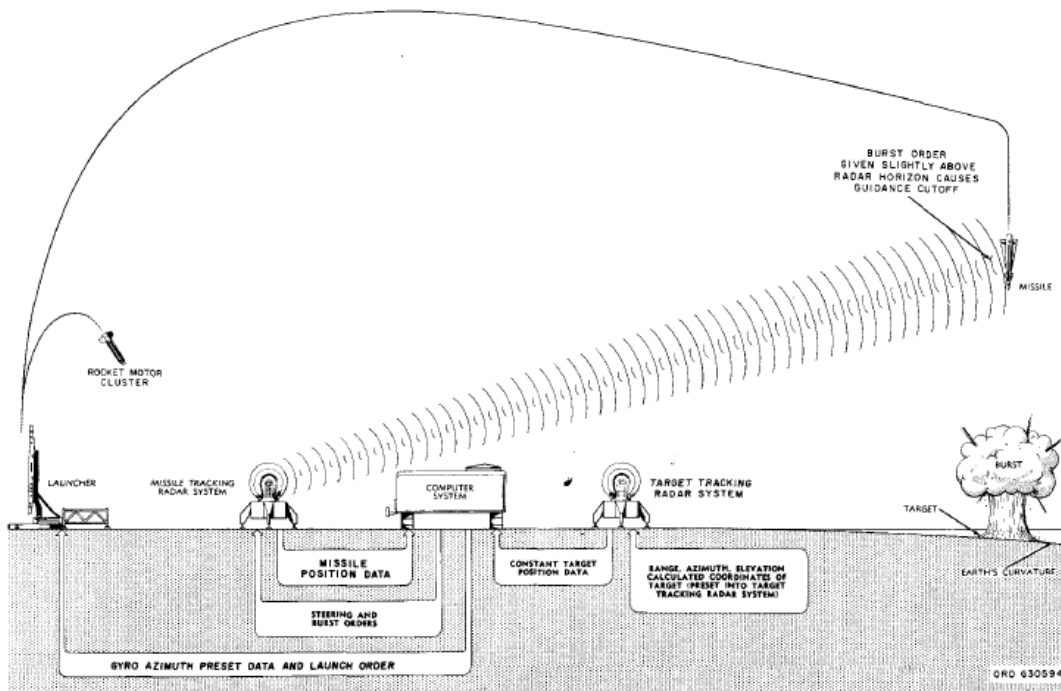 BURST ORDER
GIVEN SLIGHTLY ABOVE
RADAR HORIZON CAUSES
GUIDANCE CUTOFF
MISSILE
ROCKET MOTOR
CLUSTER
LAUNCHER
MISSILE TRACKING
RADAR SYSTEM
COMPUTER
SYSTEM
TARGET TRACKING
RADAR SYSTEM
BURST
TARGET
EARTH'S CURVATURE
MISSILE
POSITION DATA
CONSTANT TARGET
POSITION DATA
RANGE, AZIMUTH, ELEVATION
CALCULATED COORDINATES OF
TARGET (PRESET INTO TARGET
TRACKING RADAR SYSTEM)
STEERING AND
BURST ORDERS
GYRO AZIMUTH PRESET DATA AND LAUNCH ORDER
ORD G30594